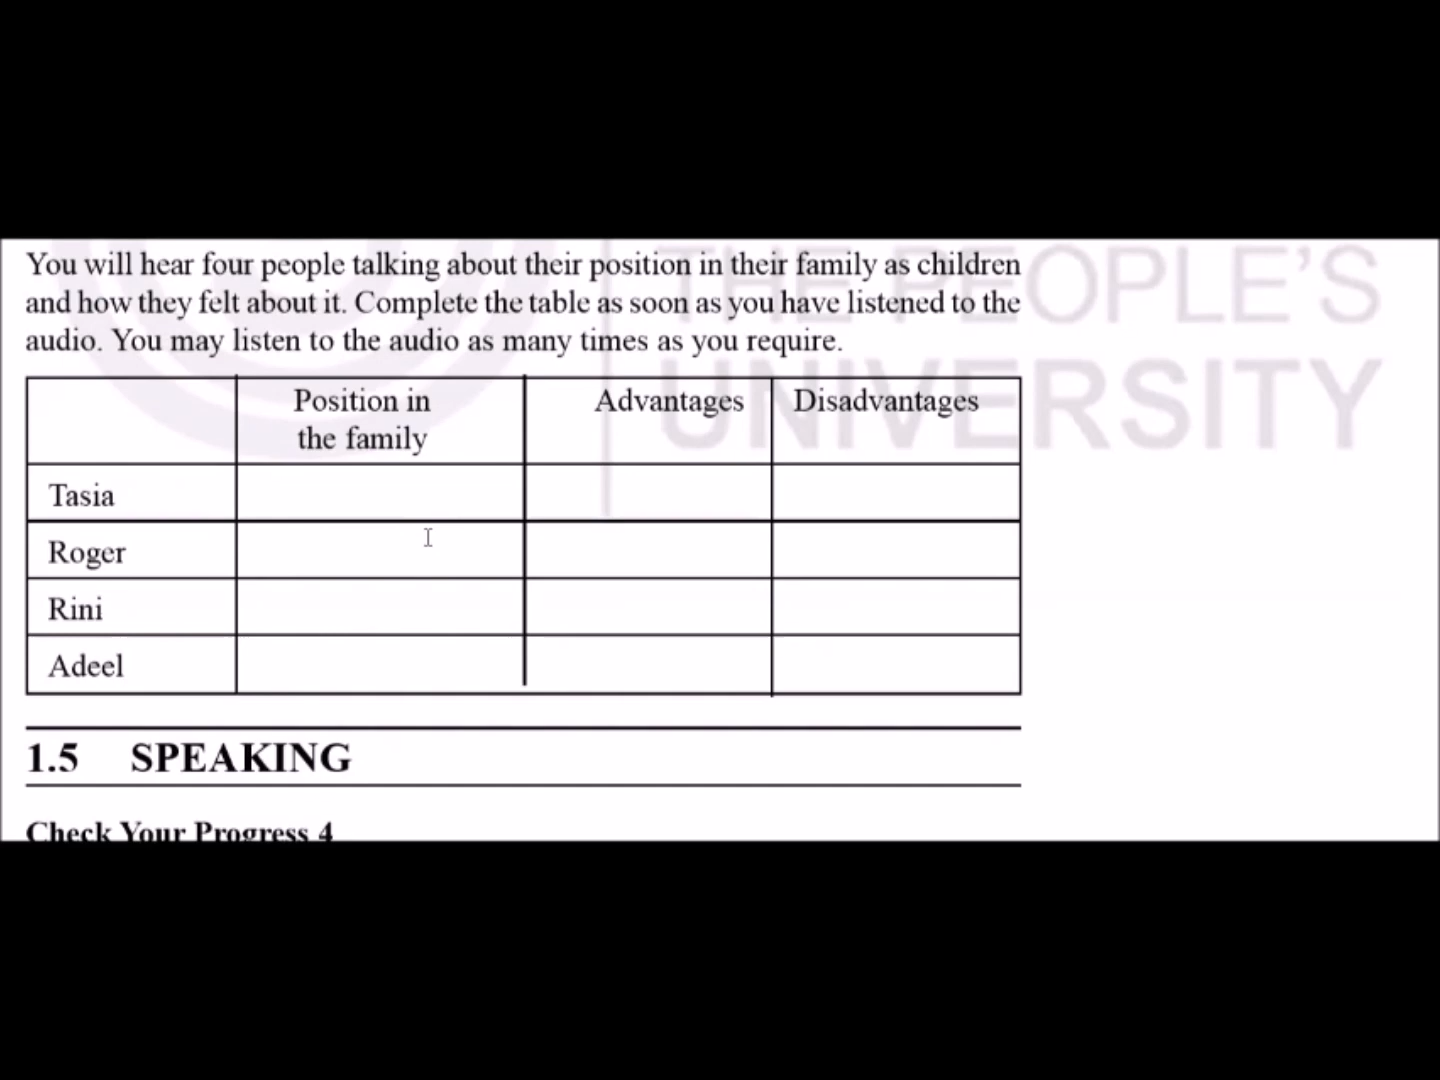 THE PEOPLE'S
UNIVERSITY
You will hear four people talking about their position in their family as children
and how they felt about it. Complete the table as soon as you have listened to the
audio. You may listen to the audio as many times as you require.
Position in
the family
Advantages
Disadvantages
Tasia
Roger
Rini
Adeel
1.5 SPEAKING
Check Your Progress 4